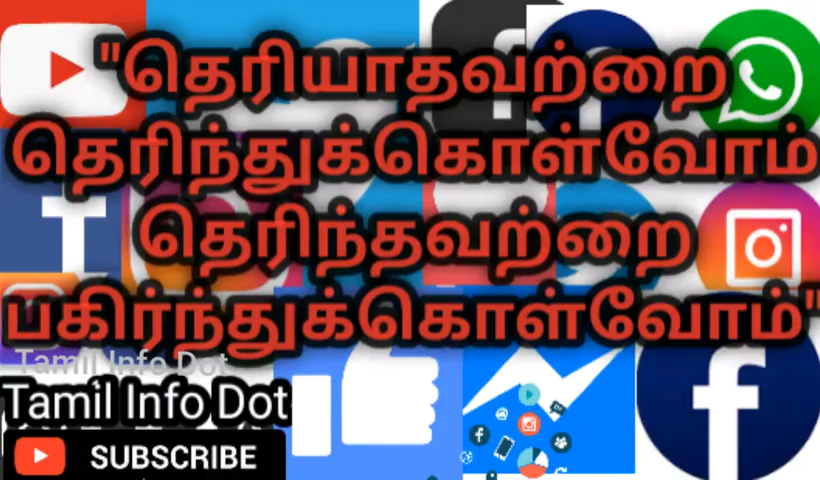 "தெரியாதவற்றை
தெரிந்துக்கொள்வோம்
தெரிந்தவற்றை
பகிர்ந்துக்கொள்வோம்"
Tamil Info Dot
Tamil Info Dot
SUBSCRIBE